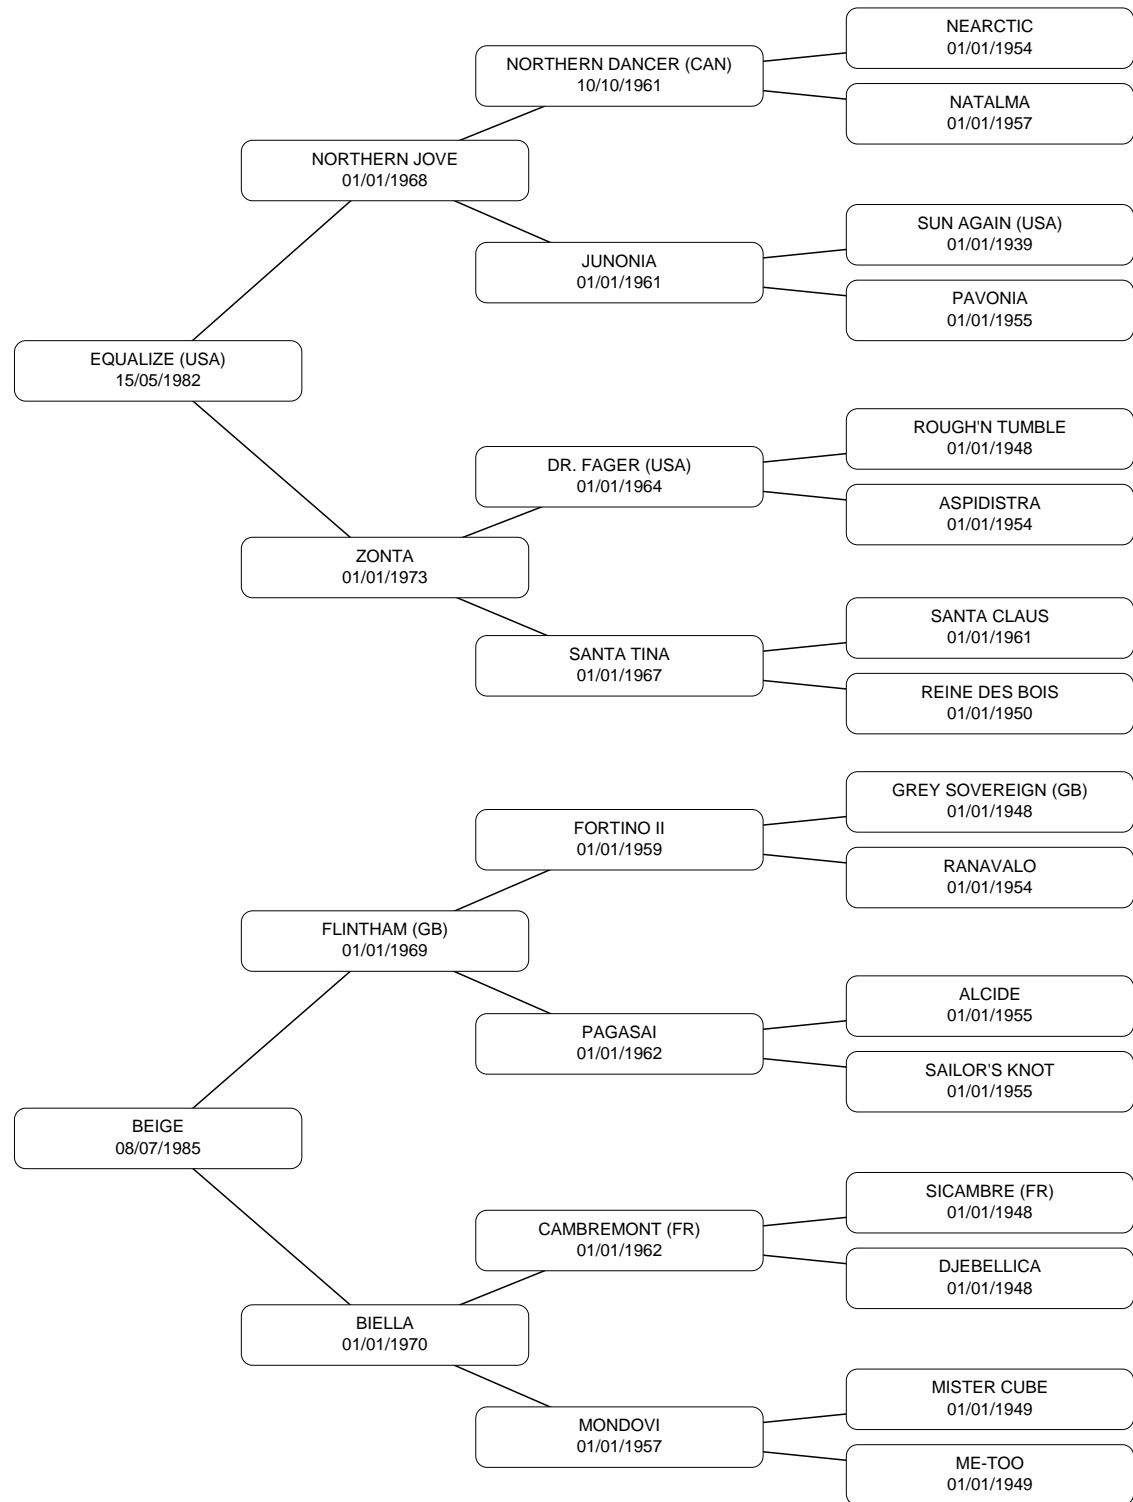 NEARCTIC
01/01/1954
NORTHERN DANCER (CAN)
10/10/1961
NATALMA
01/01/1957
NORTHERN JOVE
01/01/1968
SUN AGAIN (USA)
01/01/1939
JUNONIA
01/01/1961
PAVONIA
01/01/1955
EQUALIZE (USA)
15/05/1982
ROUGH'N TUMBLE
01/01/1948
DR. FAGER (USA)
01/01/1964
ASPIDISTRA
01/01/1954
ZONTA
01/01/1973
SANTA CLAUS
01/01/1961
SANTA TINA
01/01/1967
REINE DES BOIS
01/01/1950
GREY SOVEREIGN (GB)
01/01/1948
FORTINO II
01/01/1959
RANAVALO
01/01/1954
FLINTHAM (GB)
01/01/1969
ALCIDE
01/01/1955
PAGASAI
01/01/1962
SAILOR'S KNOT
01/01/1955
BEIGE
08/07/1985
SICAMBRE (FR)
01/01/1948
CAMBREMONT (FR)
01/01/1962
DJEBELLICA
01/01/1948
BIELLA
01/01/1970
MISTER CUBE
01/01/1949
MONDOVI
01/01/1957
ME-TOO
01/01/1949